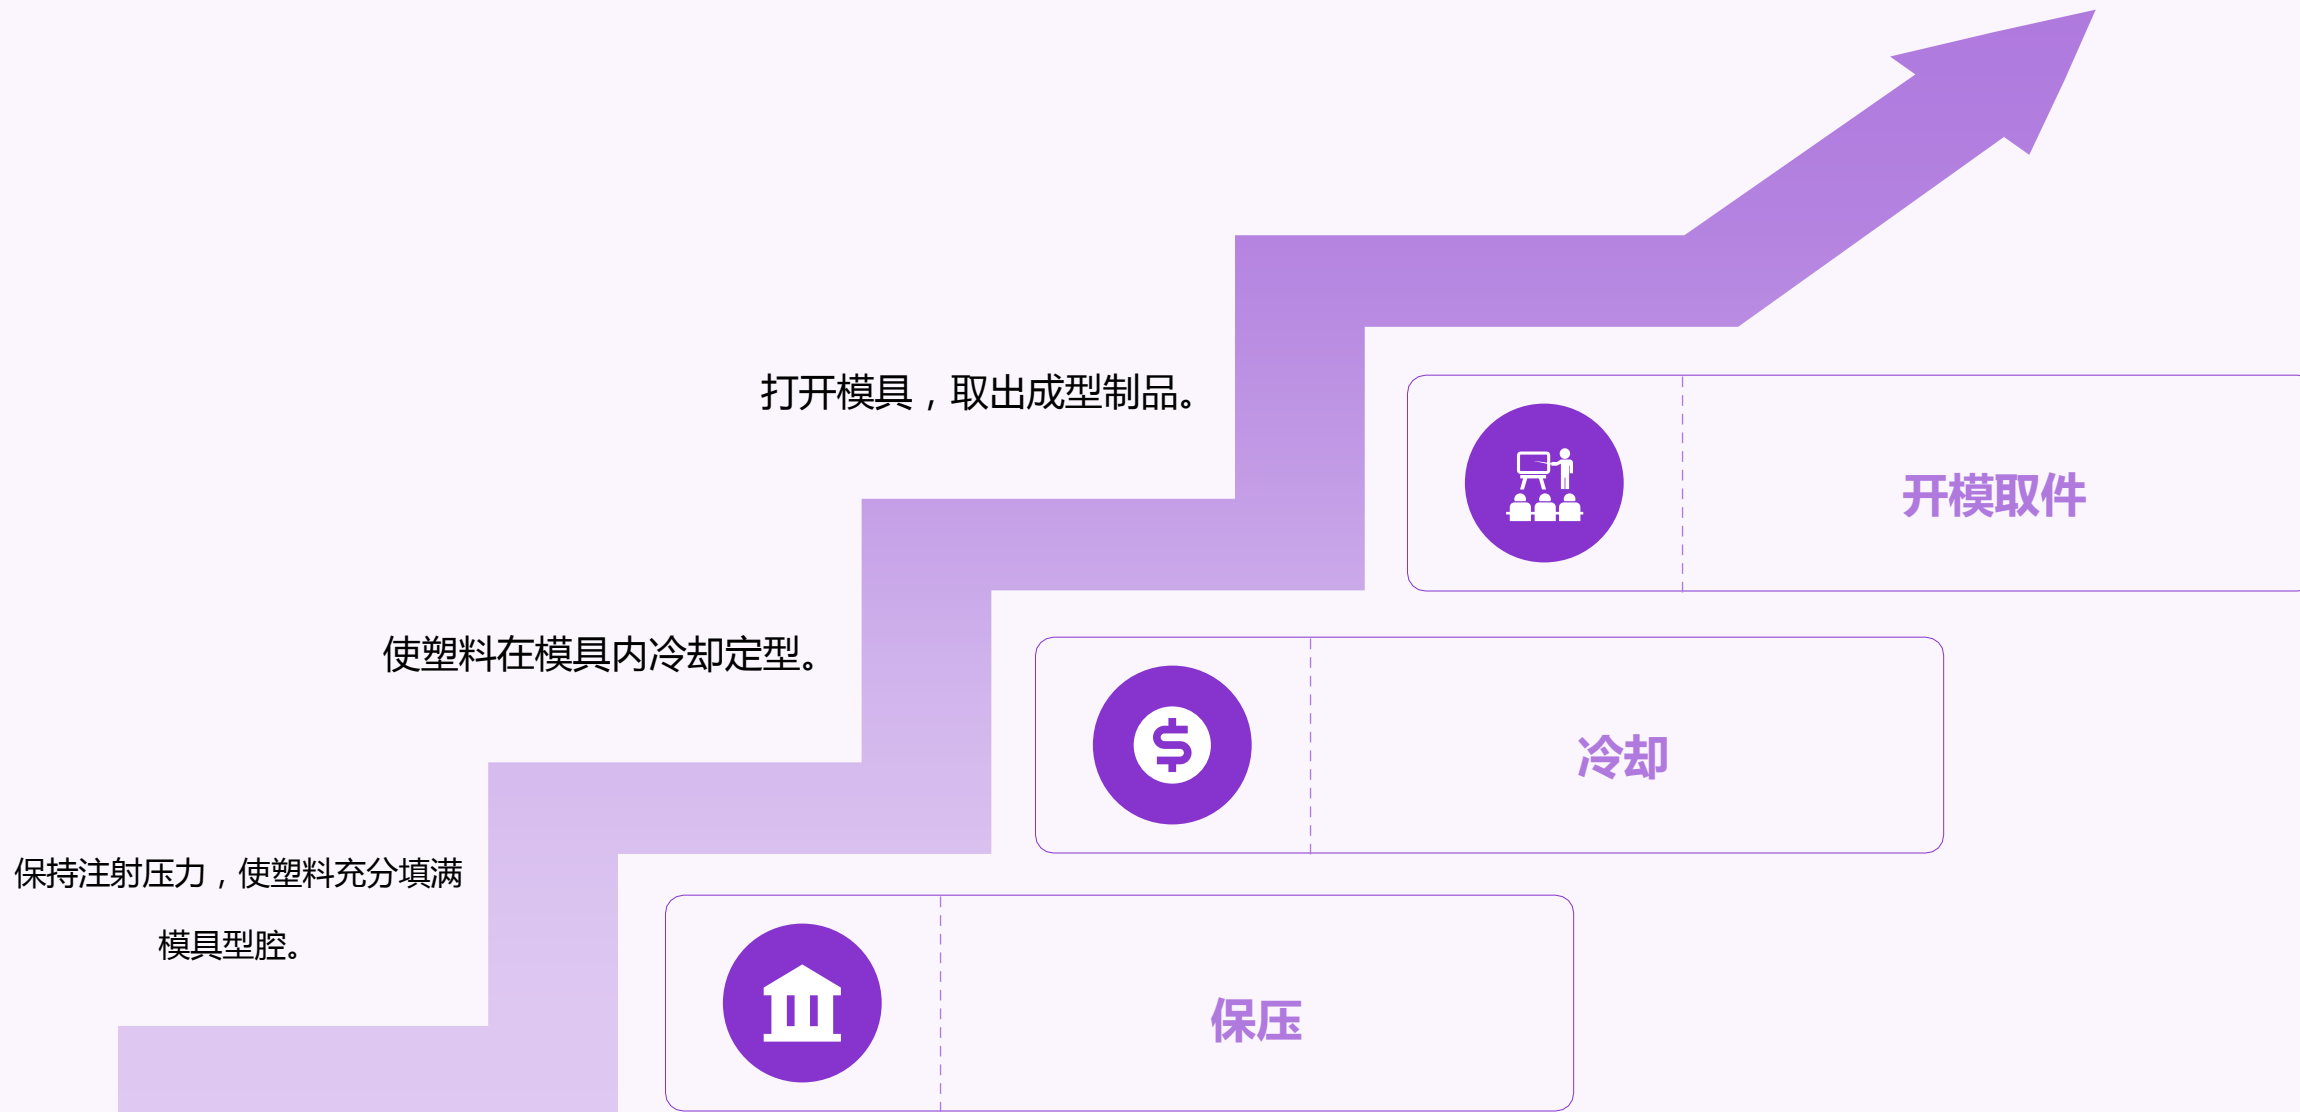 打开模具，取出成型制品。
开模取件
使塑料在模具内冷却定型。
冷却
保持注射压力，使塑料充分填满
模具型腔。
保压